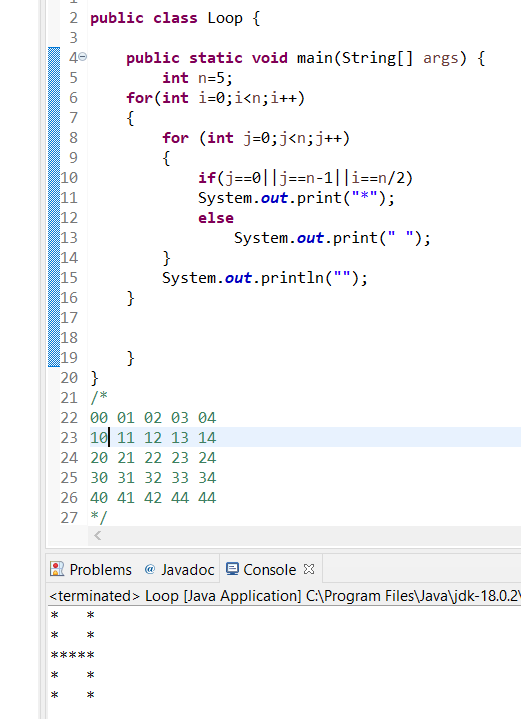 2 public class Loop {
3
4 public static void main(String[] args) {
5 int n=5;
6 for(int i=0;i<n;i++)
7 {
8 for (int j=0;j<n;j++)
9 {
10 if(j==0||j==n-1||i==n/2)
11 System.out.print("*");
12 else
13 System.out.print(" ");
14 }
15 System.out.println("");
16 }
17
18
19 }
20 }
21 /*
22 00 01 02 03 04
23 10 11 12 13 14
24 20 21 22 23 24
25 30 31 32 33 34
26 40 41 42 44 44
27 */
Problems @ Javadoc Console
<terminated> Loop [Java Application] C:\Program Files\Java\jdk-18.0.2\
*   *
*   *
*****
*   *
*   *